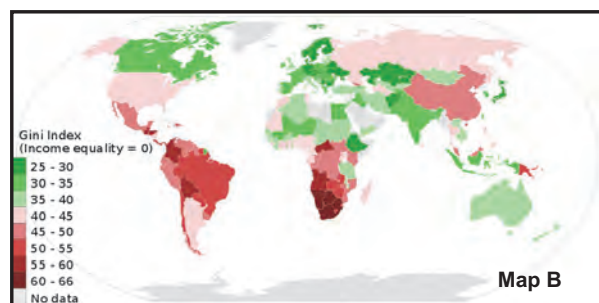 Gini Index
(Income equality = 0)
25 - 30
30 - 35
35 - 40
40 - 45
45 - 50
50 - 55
55 - 60
60 - 66
No data
Map B